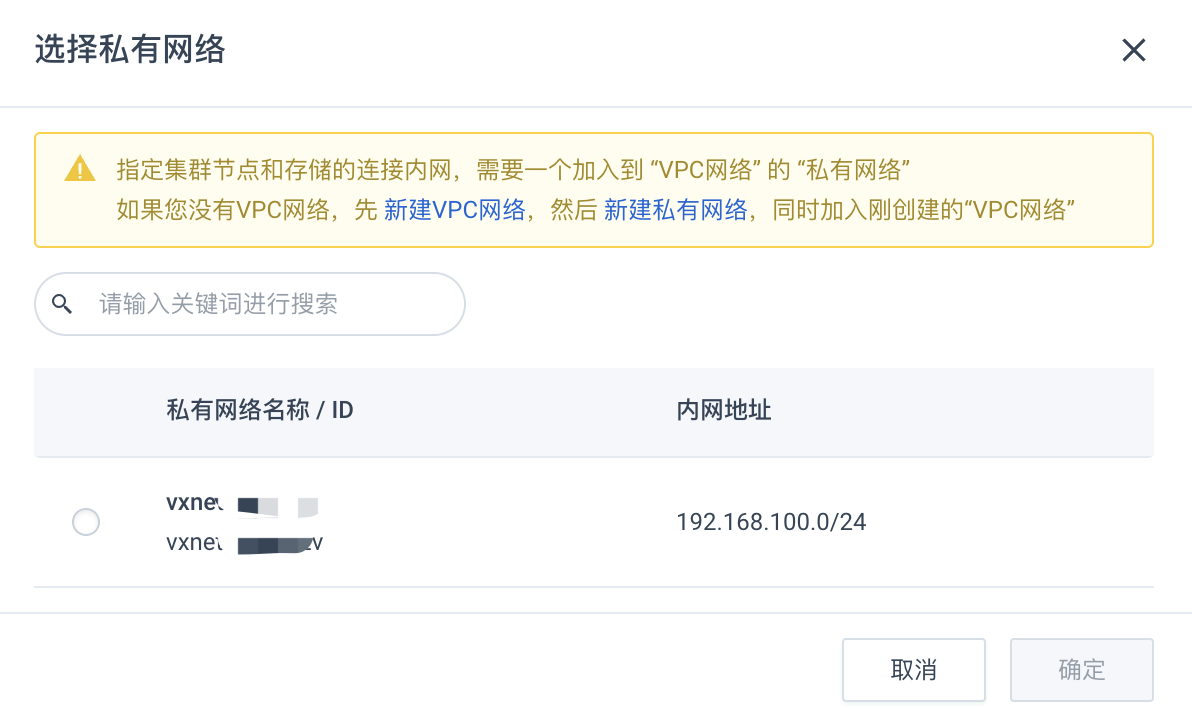 选择私有网络
指定集群节点和存储的连接内网，需要一个加入到 “VPC网络” 的 “私有网络”
如果您没有VPC网络，先 新建VPC网络，然后 新建私有网络，同时加入刚创建的“VPC网络”
请输入关键词进行搜索
私有网络名称 / ID
内网地址
192.168.100.0/24
取消
确定